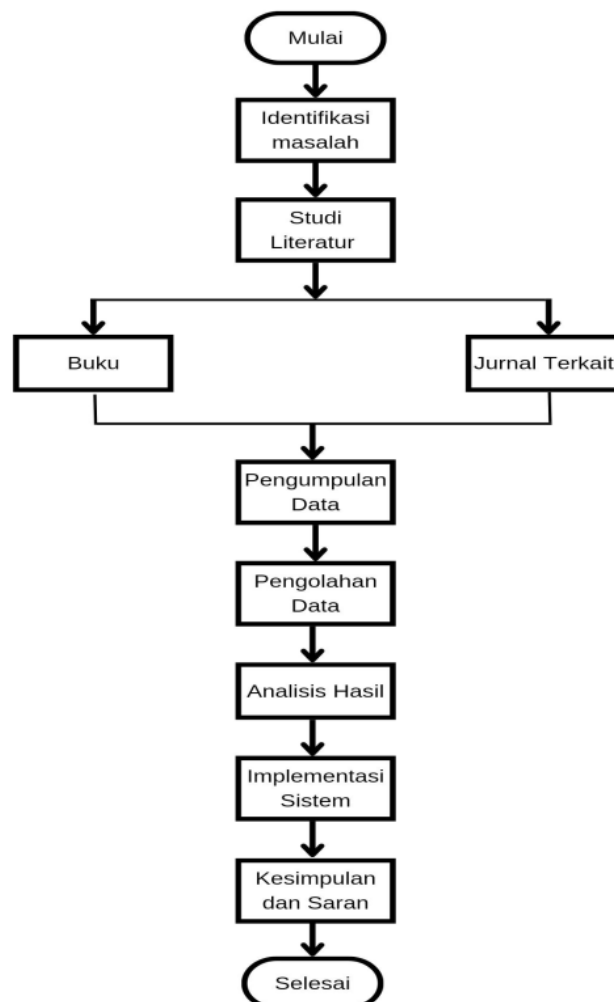 Mulai
Identifikasi
masalah
Studi
Literatur
Buku
Jurnal Terkait
Pengumpulan
Data
Pengolahan
Data
Analisis Hasil
Implementasi
Sistem
Kesimpulan
dan Saran
Selesai